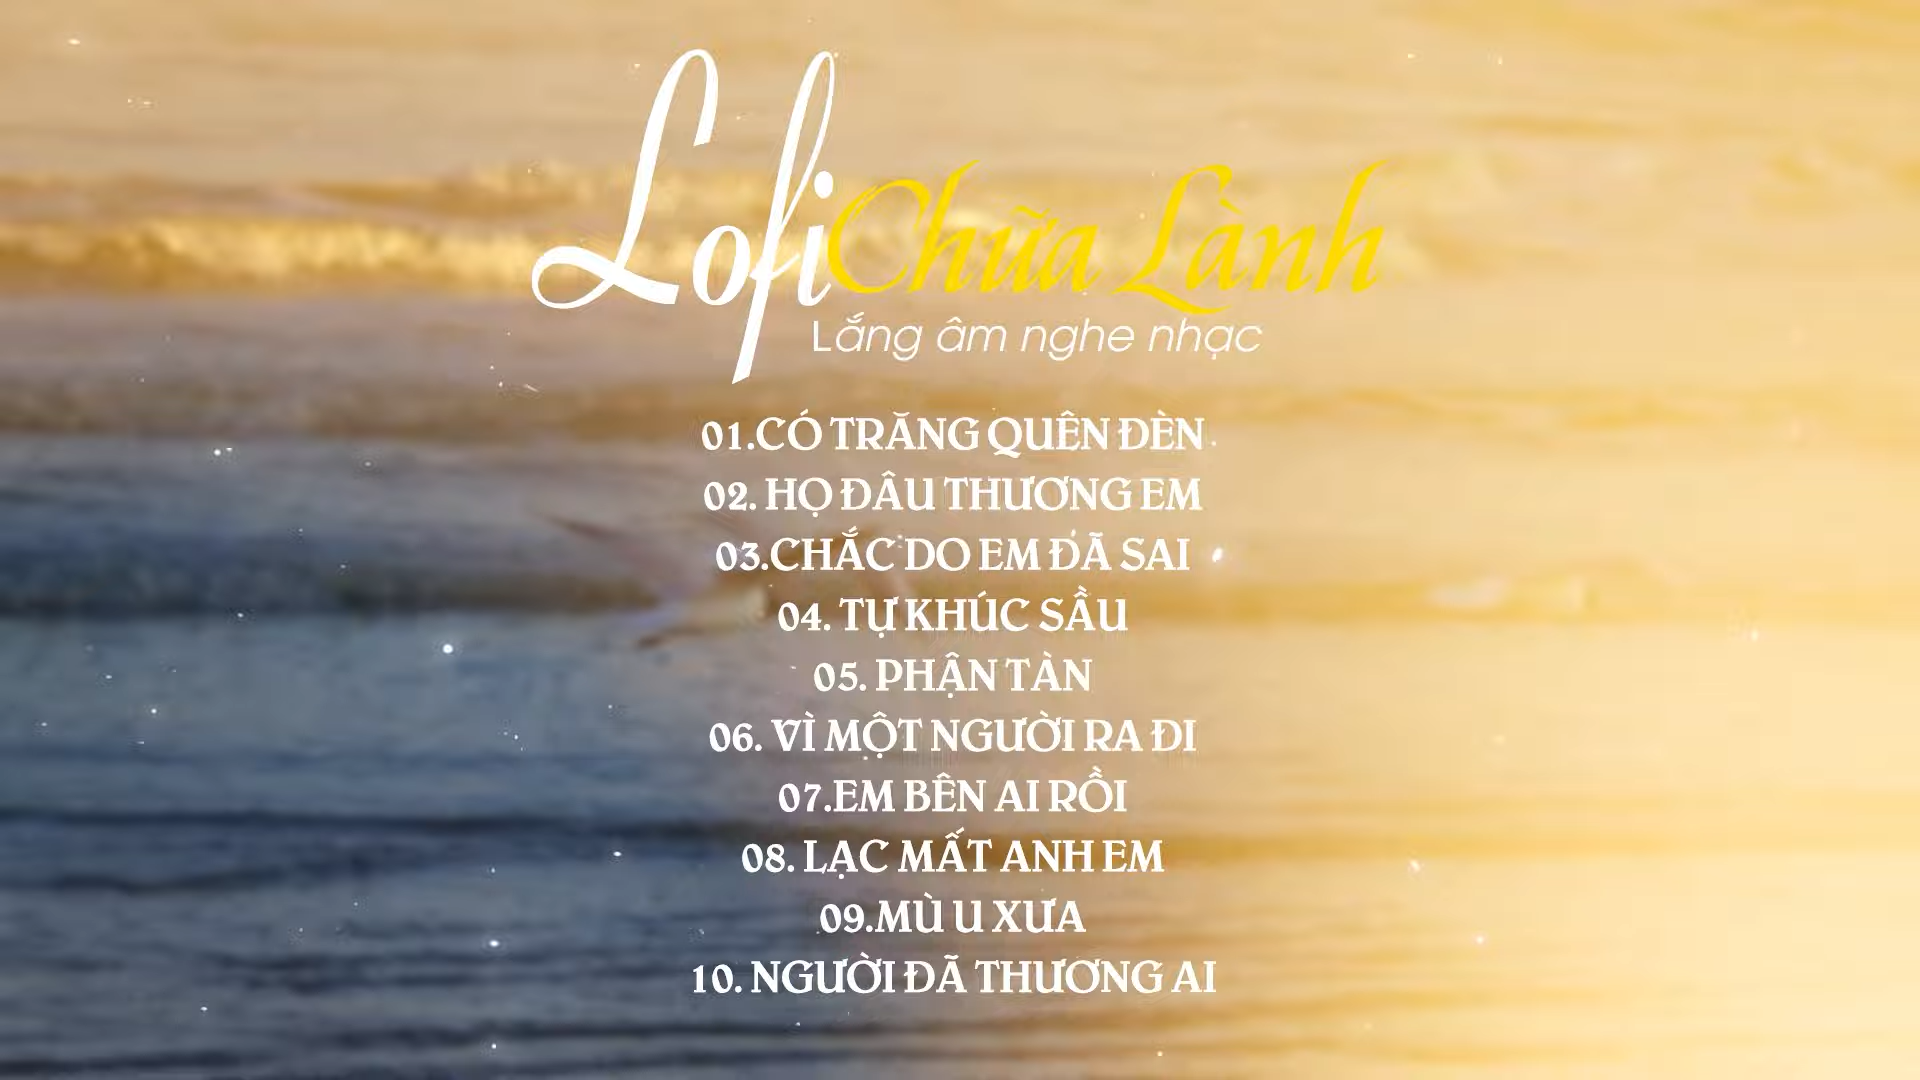 Lofi Chữa Lành
Lắng âm nghe nhạc
01.CÓ TRĂNG QUÊN ĐÈN
02. HỌ ĐÂU THƯƠNG EM
03.CHẮC DO EM ĐÃ SAI
04. TỰ KHÚC SẦU
05. PHẬN TÀN
06. VÌ MỘT NGƯỜI RA ĐI
07.EM BÊN AI RỒI
08. LẠC MẤT ANH EM
09.MÙ U XƯA
10. NGƯỜI ĐÃ THƯƠNG AI